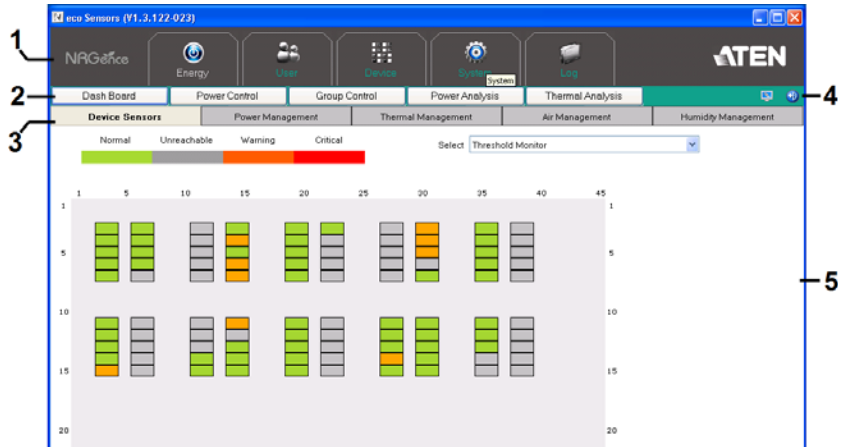 eco Sensors (V1.3.122-023)
1
NRGence
Energy
User
Device
System
Log
ATEN
System
2
Dash Board
Power Control
Group Control
Power Analysis
Thermal Analysis
4
3
Device Sensors
Power Management
Thermal Management
Air Management
Humidity Management
Normal
Unreachable
Warning
Critical
Select
Threshold Monitor
1 5 10 15 20 25 30 35 40 45
1 1
5 5
5
10 10
15 15
20 20